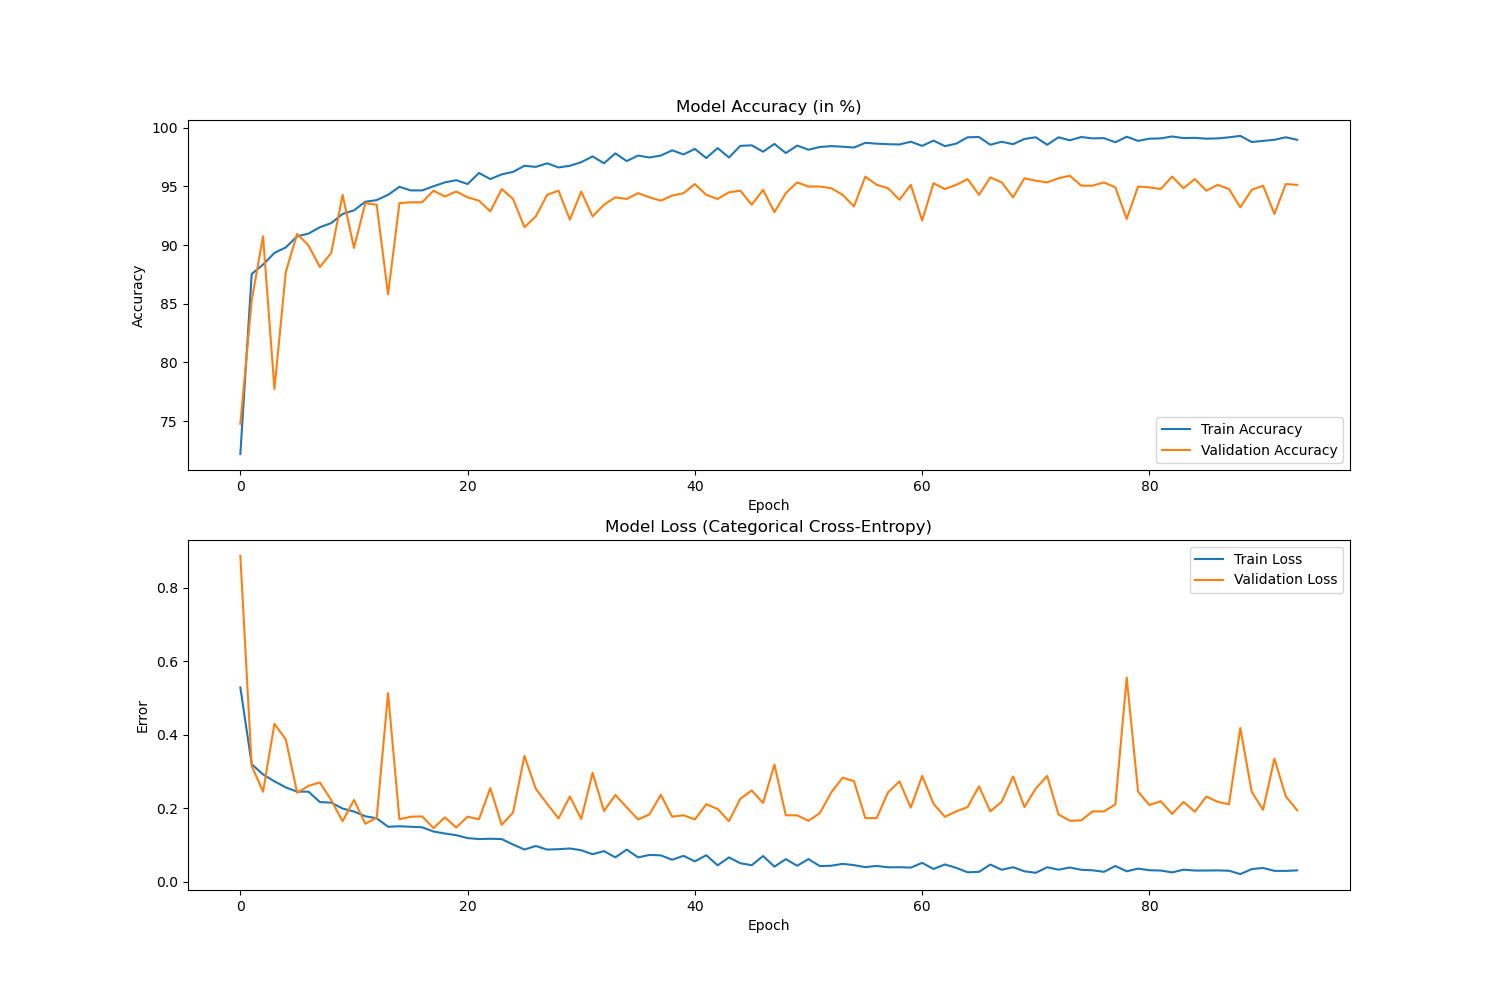 Model Accuracy (in %)
100
95
90
85
80
75
Accuracy
Train Accuracy
Validation Accuracy
0 20 40 60 80
Epoch
Model Loss (Categorical Cross-Entropy)
0.8
0.6
0.4
0.2
0.0
Error
Train Loss
Validation Loss
0 20 40 60 80
Epoch